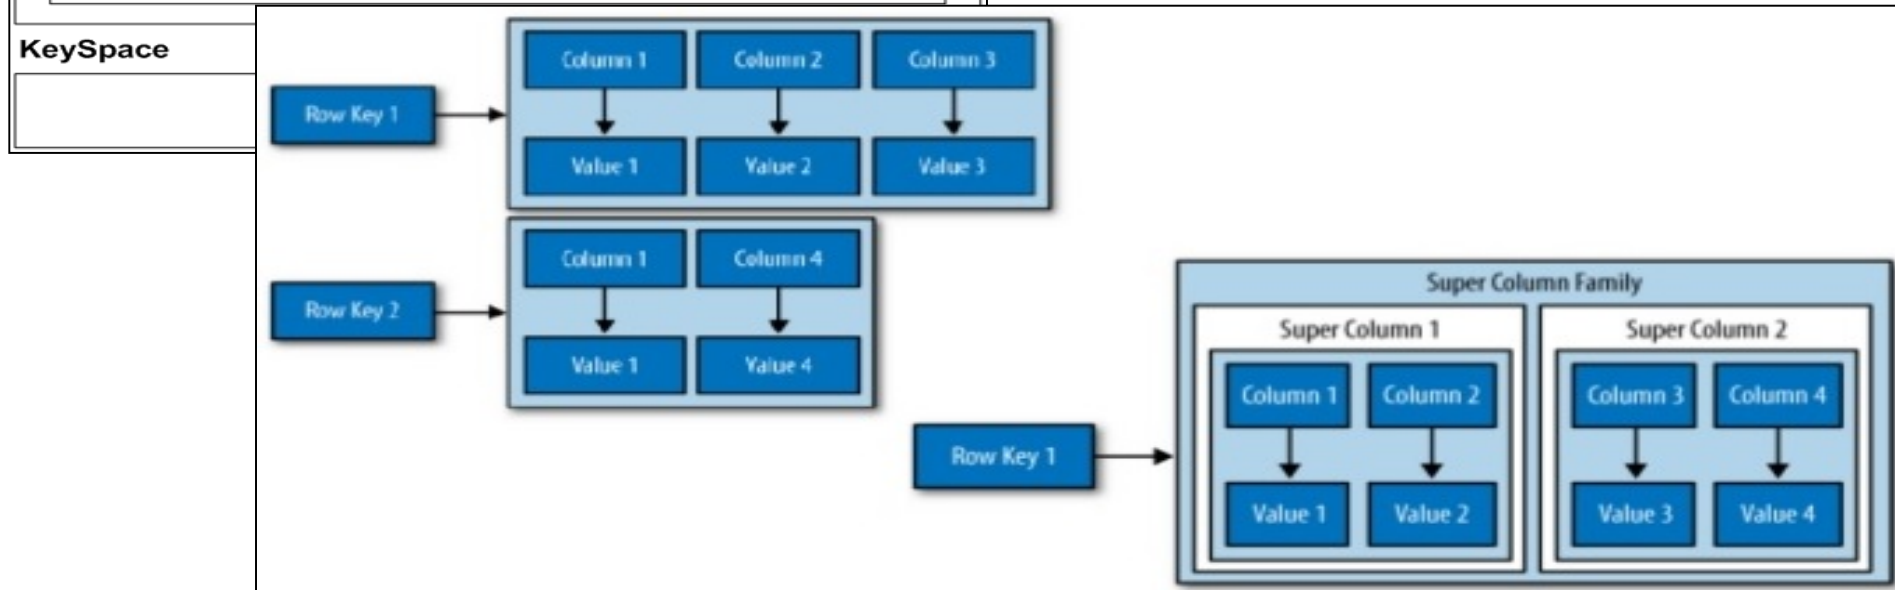 KeySpace
Column 1 Column 2 Column 3
Row Key 1
Value 1 Value 2 Value 3
Column 1 Column 4
Row Key 2
Value 1 Value 4
Super Column Family
Super Column 1 Super Column 2
Column 1 Column 2 Column 3 Column 4
Row Key 1
Value 1 Value 2 Value 3 Value 4